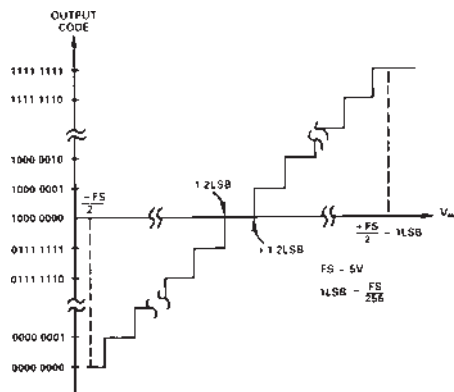 OUTPUT
CODE
1111 1111
1111 1110
1000 0010
1000 0001
1000 0000
0111 1111
0111 1110
0000 0001
0000 0000
-FS
2
1 2LSB
+1 2LSB
+FS
2
- 1LSB
FS - 5V
1LSB - FS
256